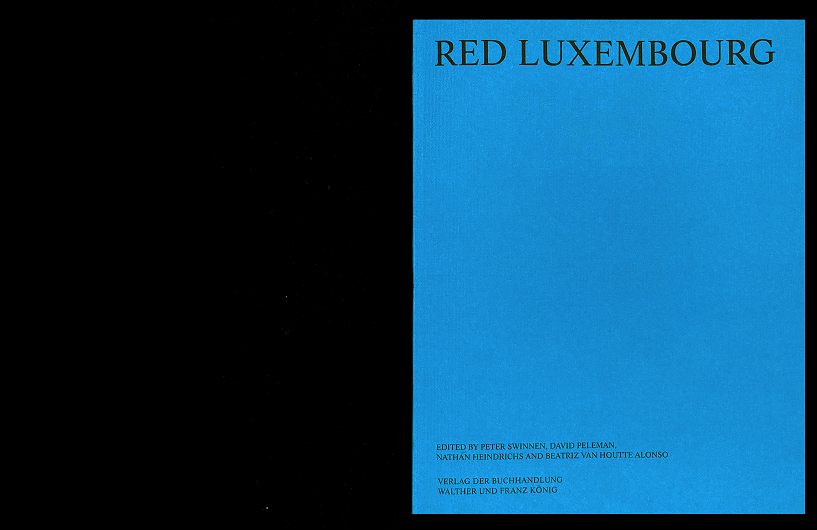 RED LUXEMBOURG
EDITED BY PETER SWINNEN, DAVID PELEMAN,
NATHAN HEINDRICHS AND BEATRIZ VAN HOUTTE ALONSO
VERLAG DER BUCHHANDLUNG
WALTHER UND FRANZ KÖNIG